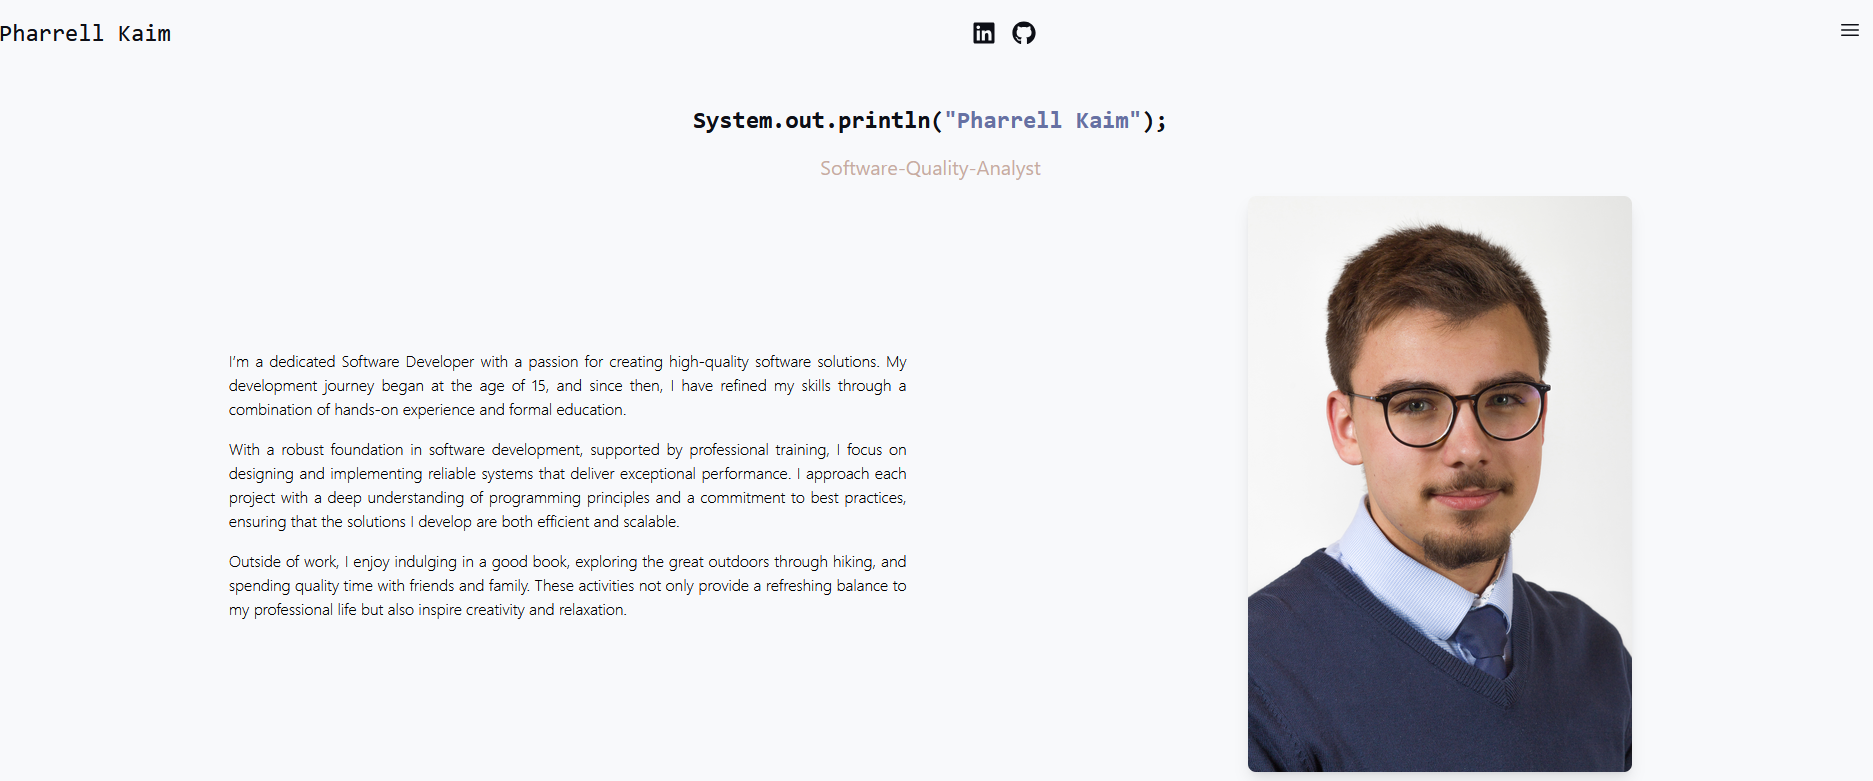 Pharrell Kaim
in
System.out.println("Pharrell Kaim");
Software-Quality-Analyst
I'm a dedicated Software Developer with a passion for creating high-quality software solutions. My
development journey began at the age of 15, and since then, I have refined my skills through a
combination of hands-on experience and formal education.
With a robust foundation in software development, supported by professional training, I focus on
designing and implementing reliable systems that deliver exceptional performance. I approach each
project with a deep understanding of programming principles and a commitment to best practices,
ensuring that the solutions I develop are both efficient and scalable.
Outside of work, I enjoy indulging in a good book, exploring the great outdoors through hiking, and
spending quality time with friends and family. These activities not only provide a refreshing balance to
my professional life but also inspire creativity and relaxation.